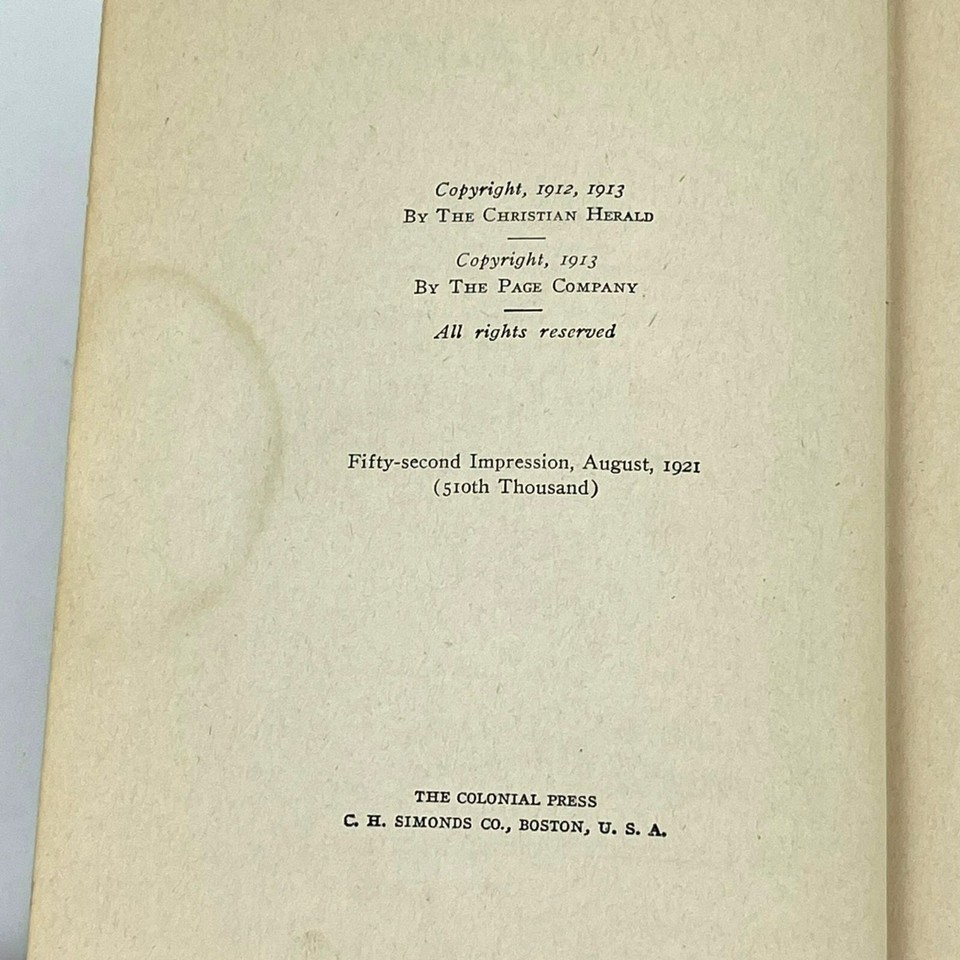 Copyright, 1912, 1913
By The Christian Herald
Copyright, 1913
By The Page Company
All rights reserved
Fifty-second Impression, August, 1921
(510th Thousand)
THE COLONIAL PRESS
C. H. SIMONDS CO., BOSTON, U. S. A.